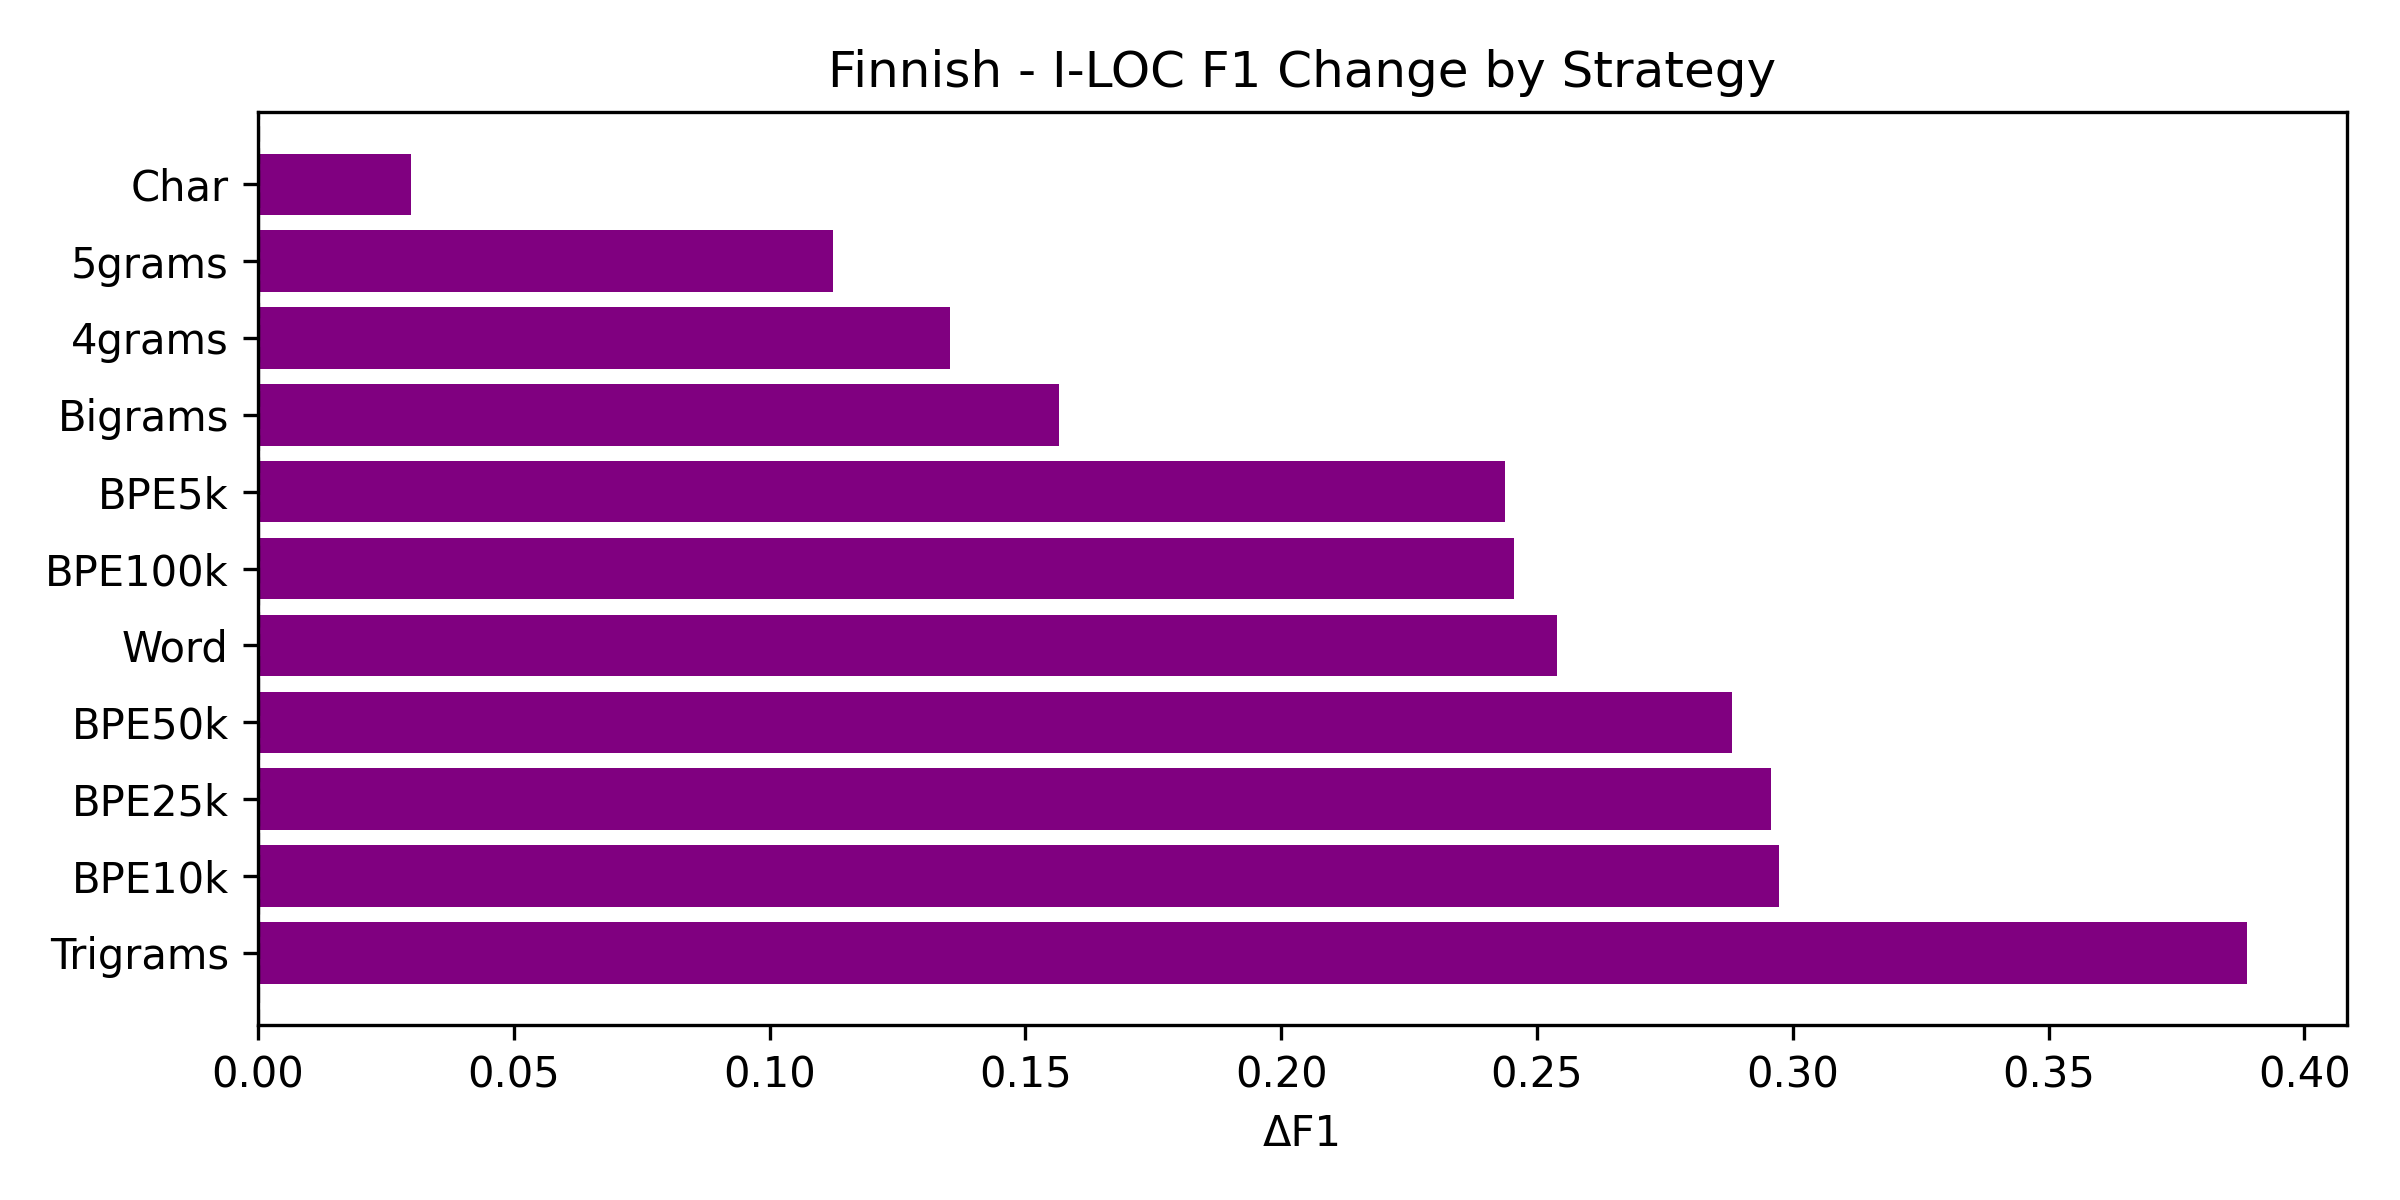 Finnish - I-LOC F1 Change by Strategy
Char
5grams
4grams
Bigrams
BPE5k
BPE100k
Word
BPE50k
BPE25k
BPE10k
Trigrams
0.00 0.05 0.10 0.15 0.20 0.25 0.30 0.35 0.40
ΔF1